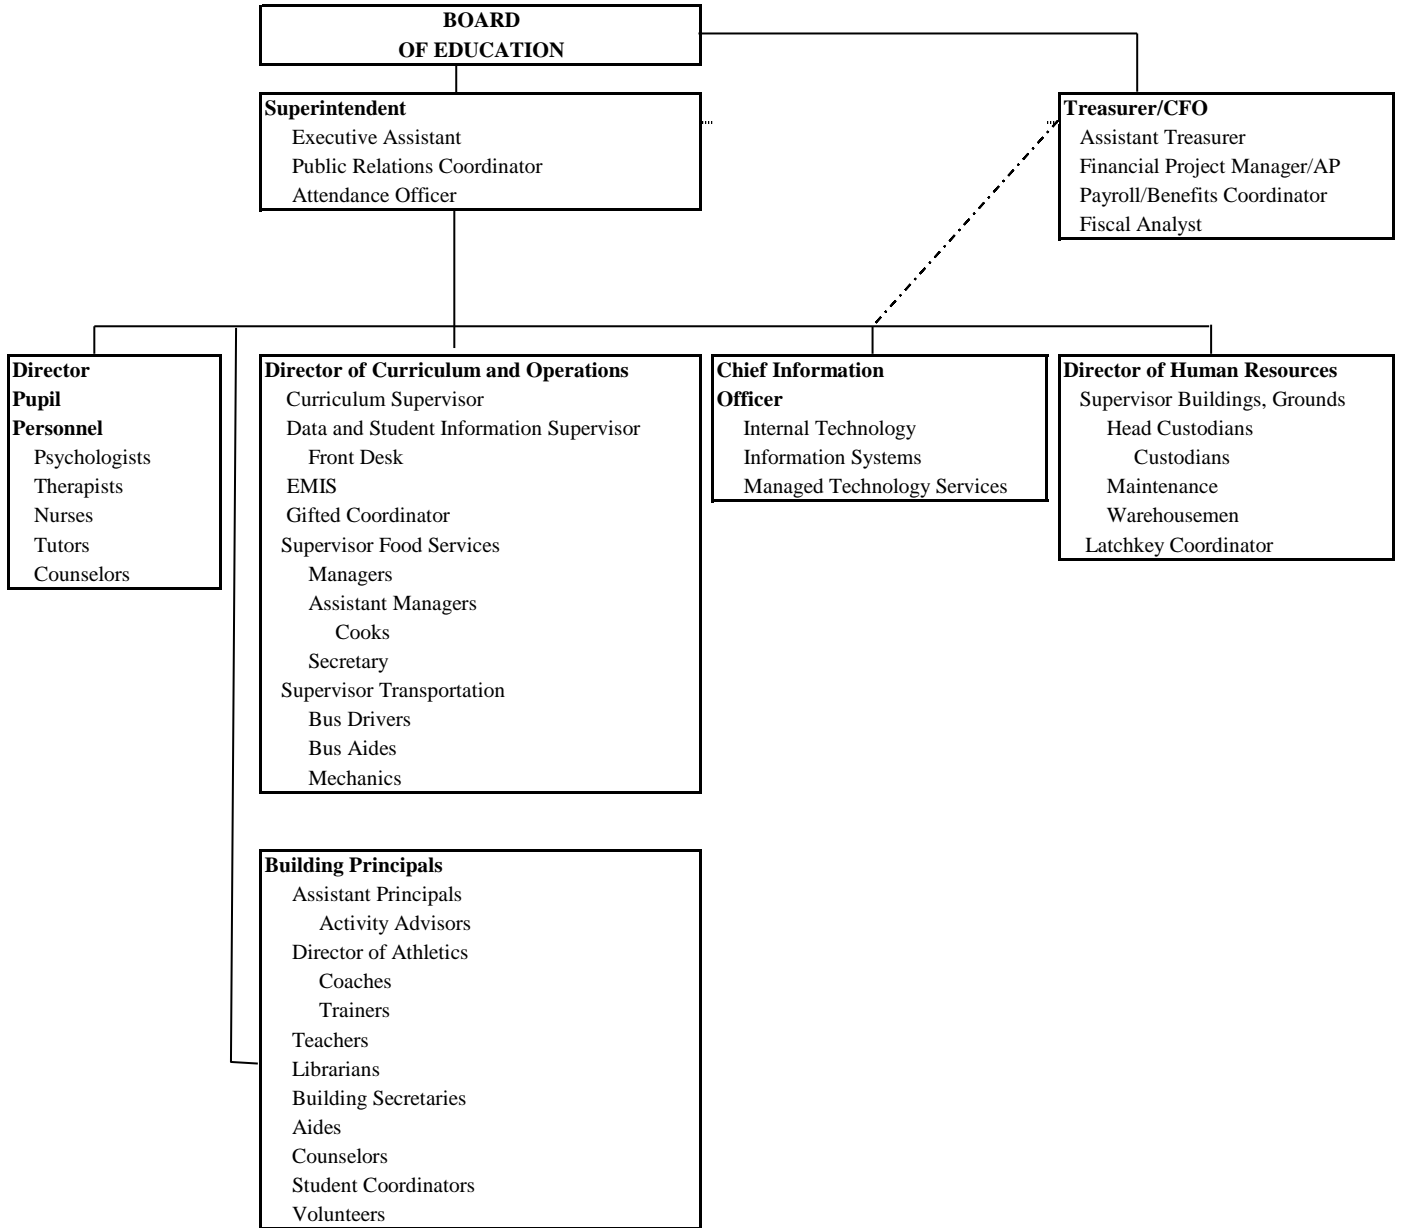 BOARD
OF EDUCATION
Superintendent
Executive Assistant
Public Relations Coordinator
Attendance Officer
Treasurer/CFO
Assistant Treasurer
Financial Project Manager/AP
Payroll/Benefits Coordinator
Fiscal Analyst
Director
Pupil
Personnel
Psychologists
Therapists
Nurses
Tutors
Counselors
Director of Curriculum and Operations
Curriculum Supervisor
Data and Student Information Supervisor
Front Desk
EMIS
Gifted Coordinator
Supervisor Food Services
Managers
Assistant Managers
Cooks
Secretary
Supervisor Transportation
Bus Drivers
Bus Aides
Mechanics
Chief Information
Officer
Internal Technology
Information Systems
Managed Technology Services
Director of Human Resources
Supervisor Buildings, Grounds
Head Custodians
Custodians
Maintenance
Warehousemen
Latchkey Coordinator
Building Principals
Assistant Principals
Activity Advisors
Director of Athletics
Coaches
Trainers
Teachers
Librarians
Building Secretaries
Aides
Counselors
Student Coordinators
Volunteers